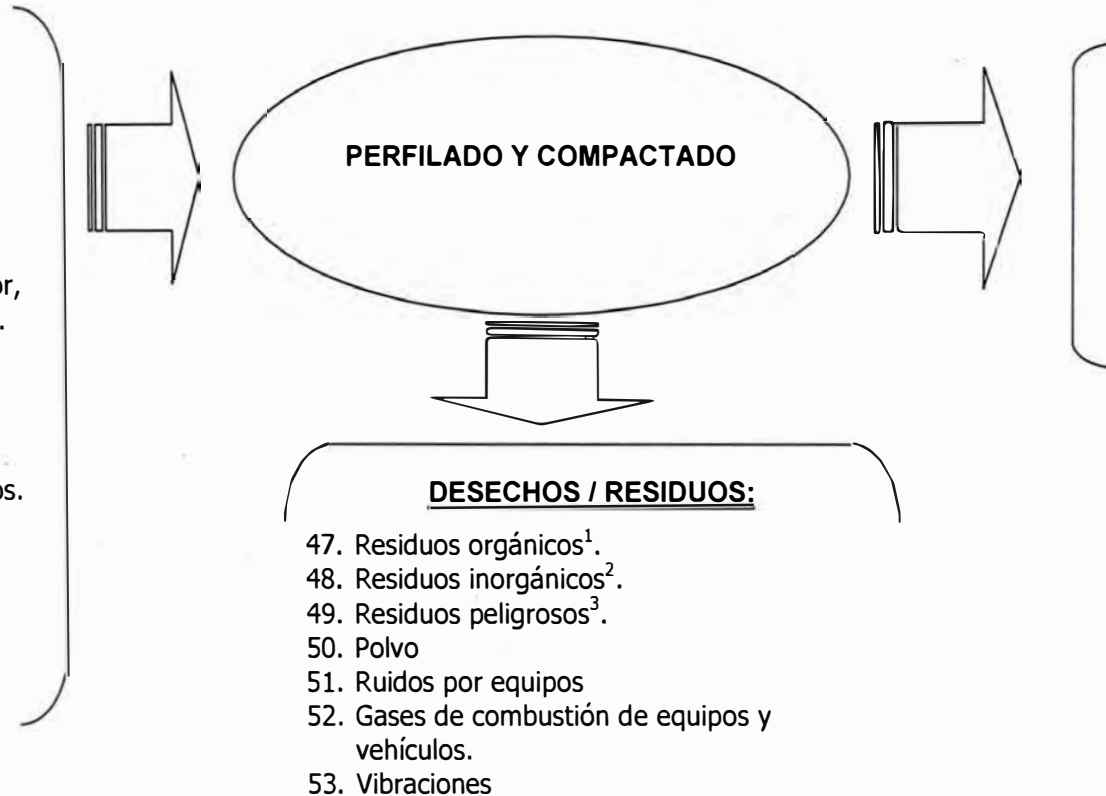 PERFILADO Y COMPACTADO
DESECHOS / RESIDUOS:
47. Residuos orgánicos¹.
48. Residuos inorgánicos².
49. Residuos peligrosos³.
50. Polvo
51. Ruidos por equipos
52. Gases de combustión de equipos y
vehículos.
53. Vibraciones